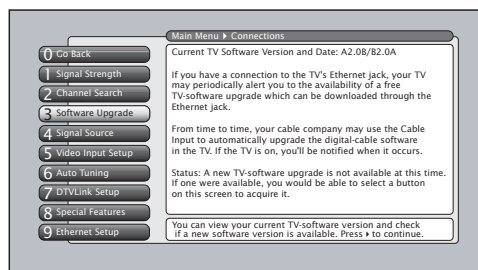 Main Menu ▸ Connections
0 Go Back
1 Signal Strength
2 Channel Search
3 Software Upgrade
4 Signal Source
5 Video Input Setup
6 Auto Tuning
7 DTVLink Setup
8 Special Features
9 Ethernet Setup
Current TV Software Version and Date: A2.0B/B2.0A
If you have a connection to the TV's Ethernet jack, your TV
may periodically alert you to the availability of a free
TV-software upgrade which can be downloaded through the
Ethernet jack.
From time to time, your cable company may use the Cable
Input to automatically upgrade the digital-cable software
in the TV. If the TV is on, you'll be notified when it occurs.
Status: A new TV-software upgrade is not available at this time.
If one were available, you would be able to select a button
on this screen to acquire it.
You can view your current TV-software version and check
if a new software version is available. Press ▸ to continue.